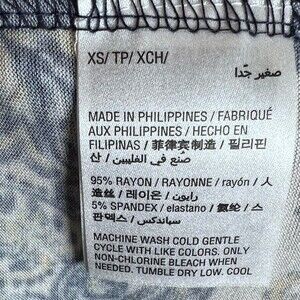 XS/ TP/ XCH/
صغير جدًا
MADE IN PHILIPPINES / FABRIQUÉ
AUX PHILIPPINES / HECHO EN
FILIPINAS / 菲律宾制造 / 필리핀
산 / صنع في الفلبين
95% RAYON / RAYONNE / rayón / 人
造丝 / 레이온 / رايون
5% SPANDEX / elastano / 氨纶 / 스
판덱스 / سباندكس
MACHINE WASH COLD GENTLE
CYCLE WITH LIKE COLORS. ONLY
NON-CHLORINE BLEACH WHEN
NEEDED. TUMBLE DRY LOW. COOL